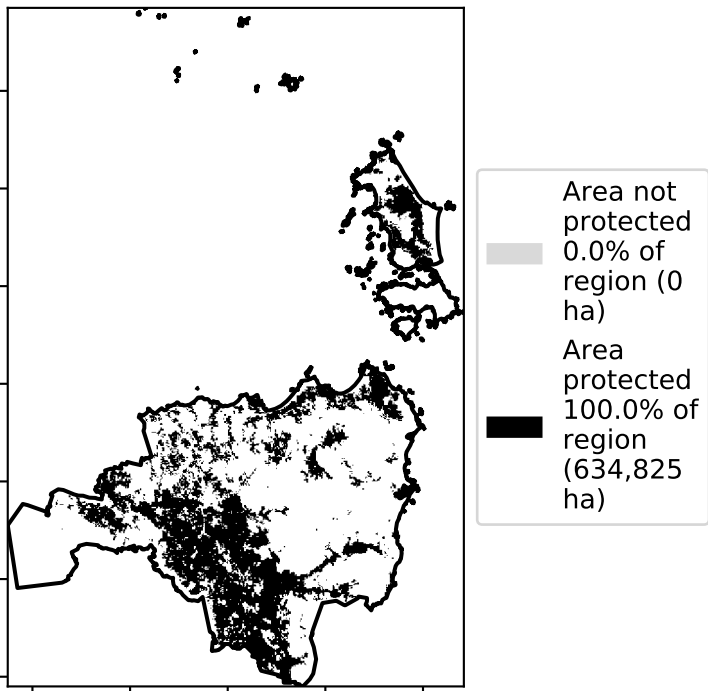 Area not
protected
0.0% of
region (0
ha)
Area
protected
100.0% of
region
(634,825
ha)